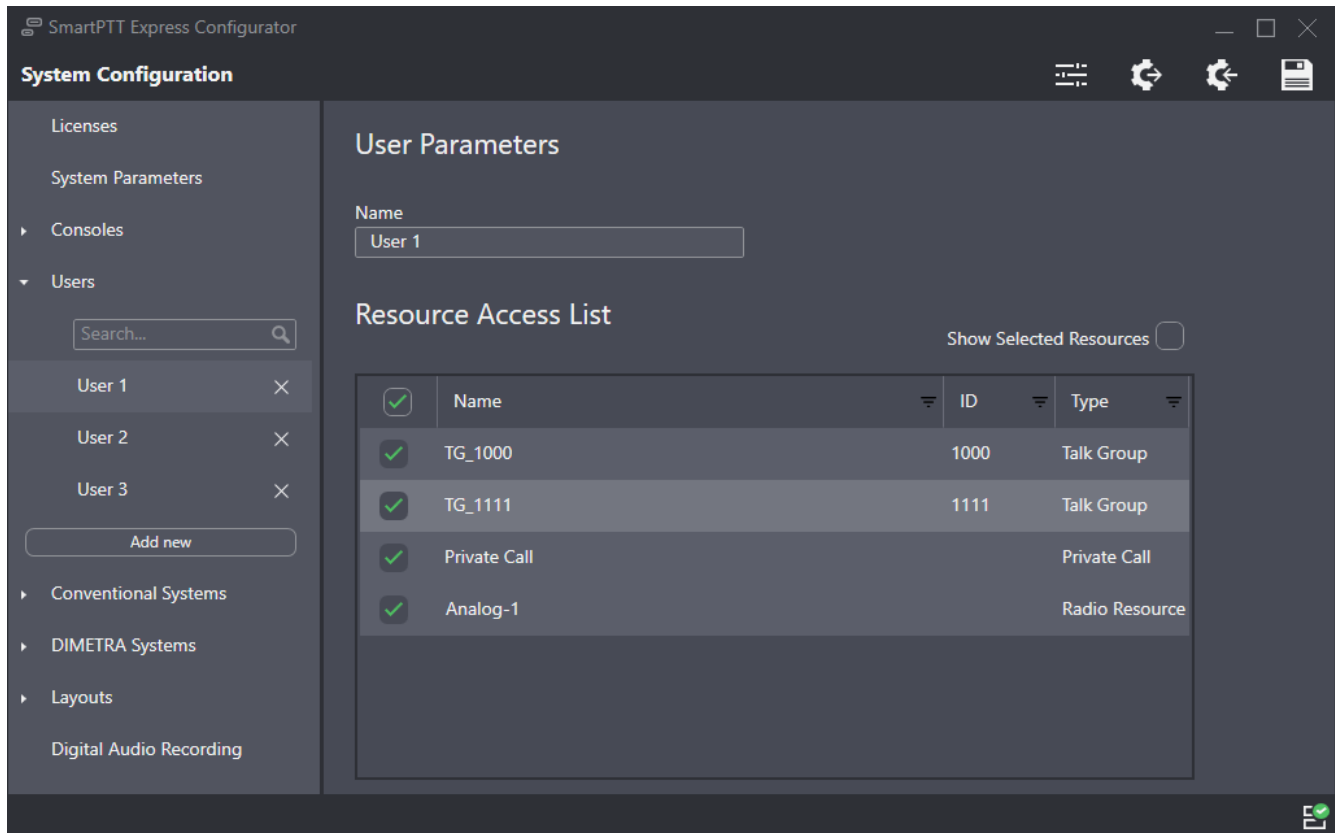 SmartPTT Express Configurator
System Configuration
Licenses
System Parameters
Consoles
Users
Search...
User 1
User 2
User 3
Add new
Conventional Systems
DIMETRA Systems
Layouts
Digital Audio Recording
User Parameters
Name
User 1
Resource Access List
Show Selected Resources
Name ID Type
TG_1000 1000 Talk Group
TG_1111 1111 Talk Group
Private Call Private Call
Analog-1 Radio Resource